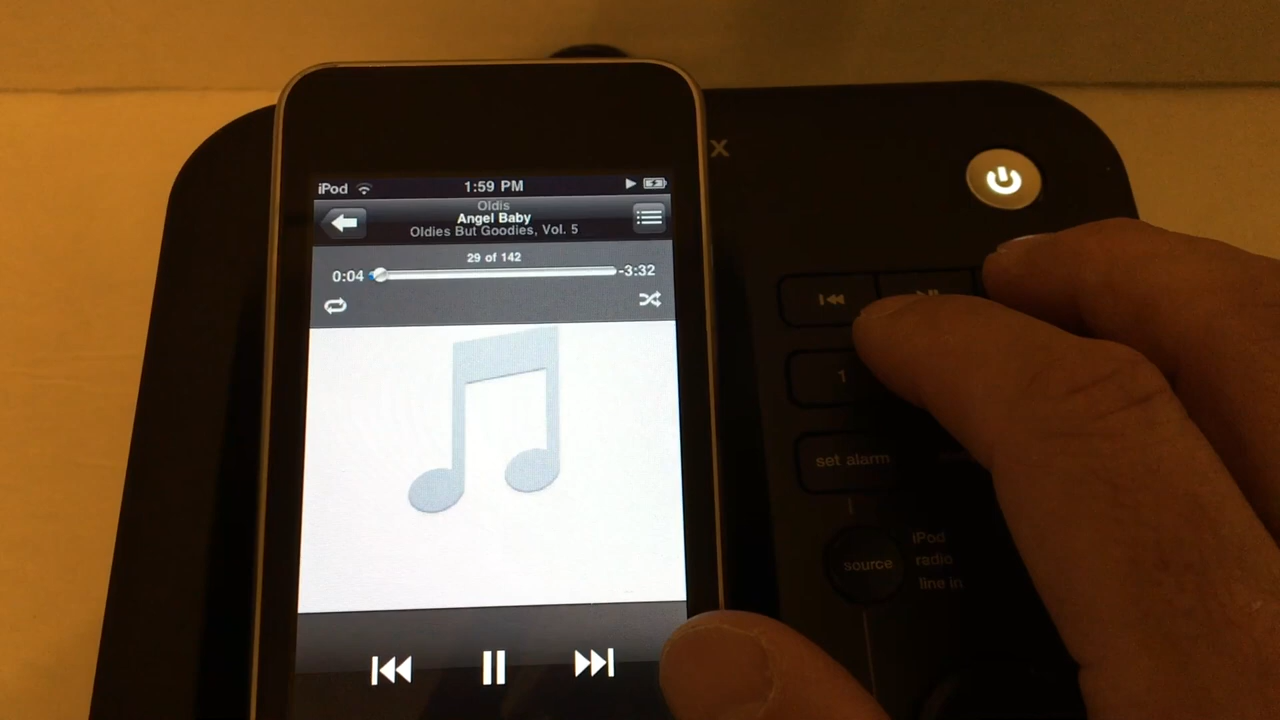 iPod
1:59 PM
Oldis
Angel Baby
Oldies But Goodies, Vol. 5
29 of 142
0:04
-3:32
X
1
set alarm
source
iPod
radio
line in